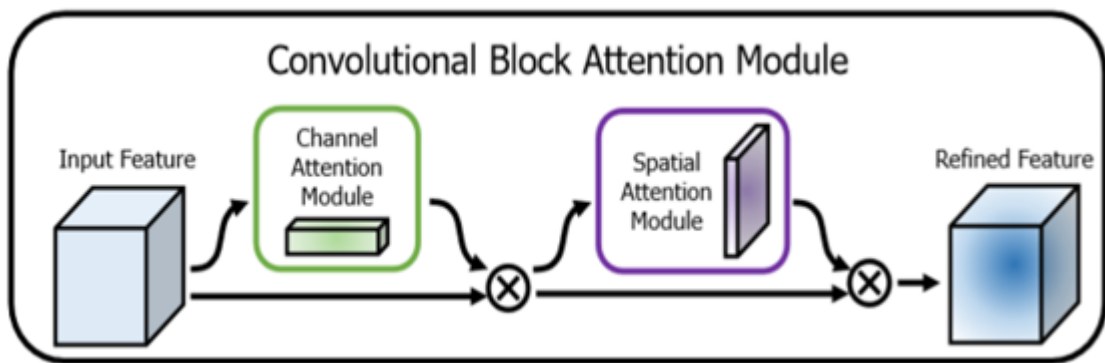 Convolutional Block Attention Module
Input Feature
Channel
Attention
Module
Spatial
Attention
Module
Refined Feature